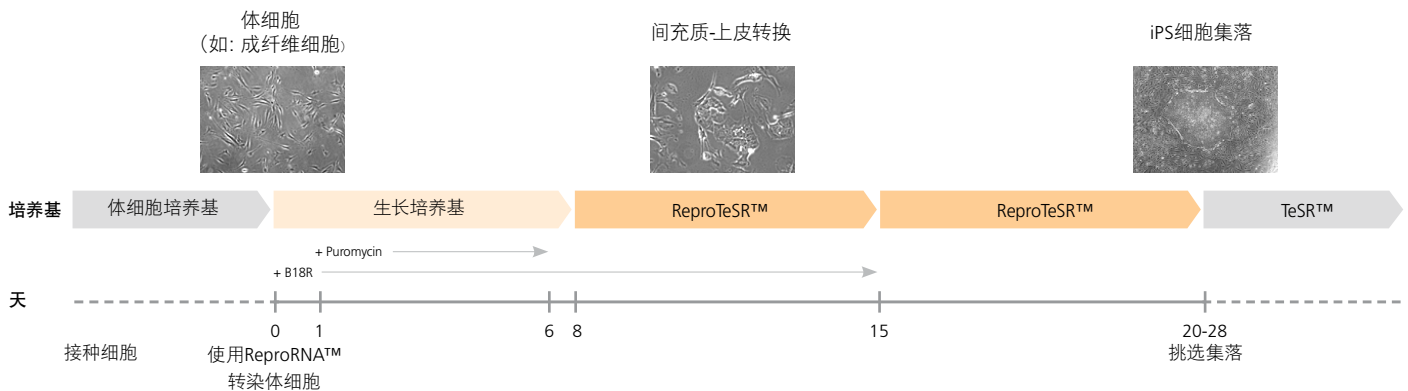 体细胞
（如: 成纤维细胞）
间充质-上皮转换
iPS细胞集落
培养基
体细胞培养基
生长培养基
ReproTeSR™
ReproTeSR™
TeSR™
+ Puromycin
+ B18R
天
0
1
6
8
15
20-28
接种细胞
使用ReproRNA™
转染体细胞
挑选集落